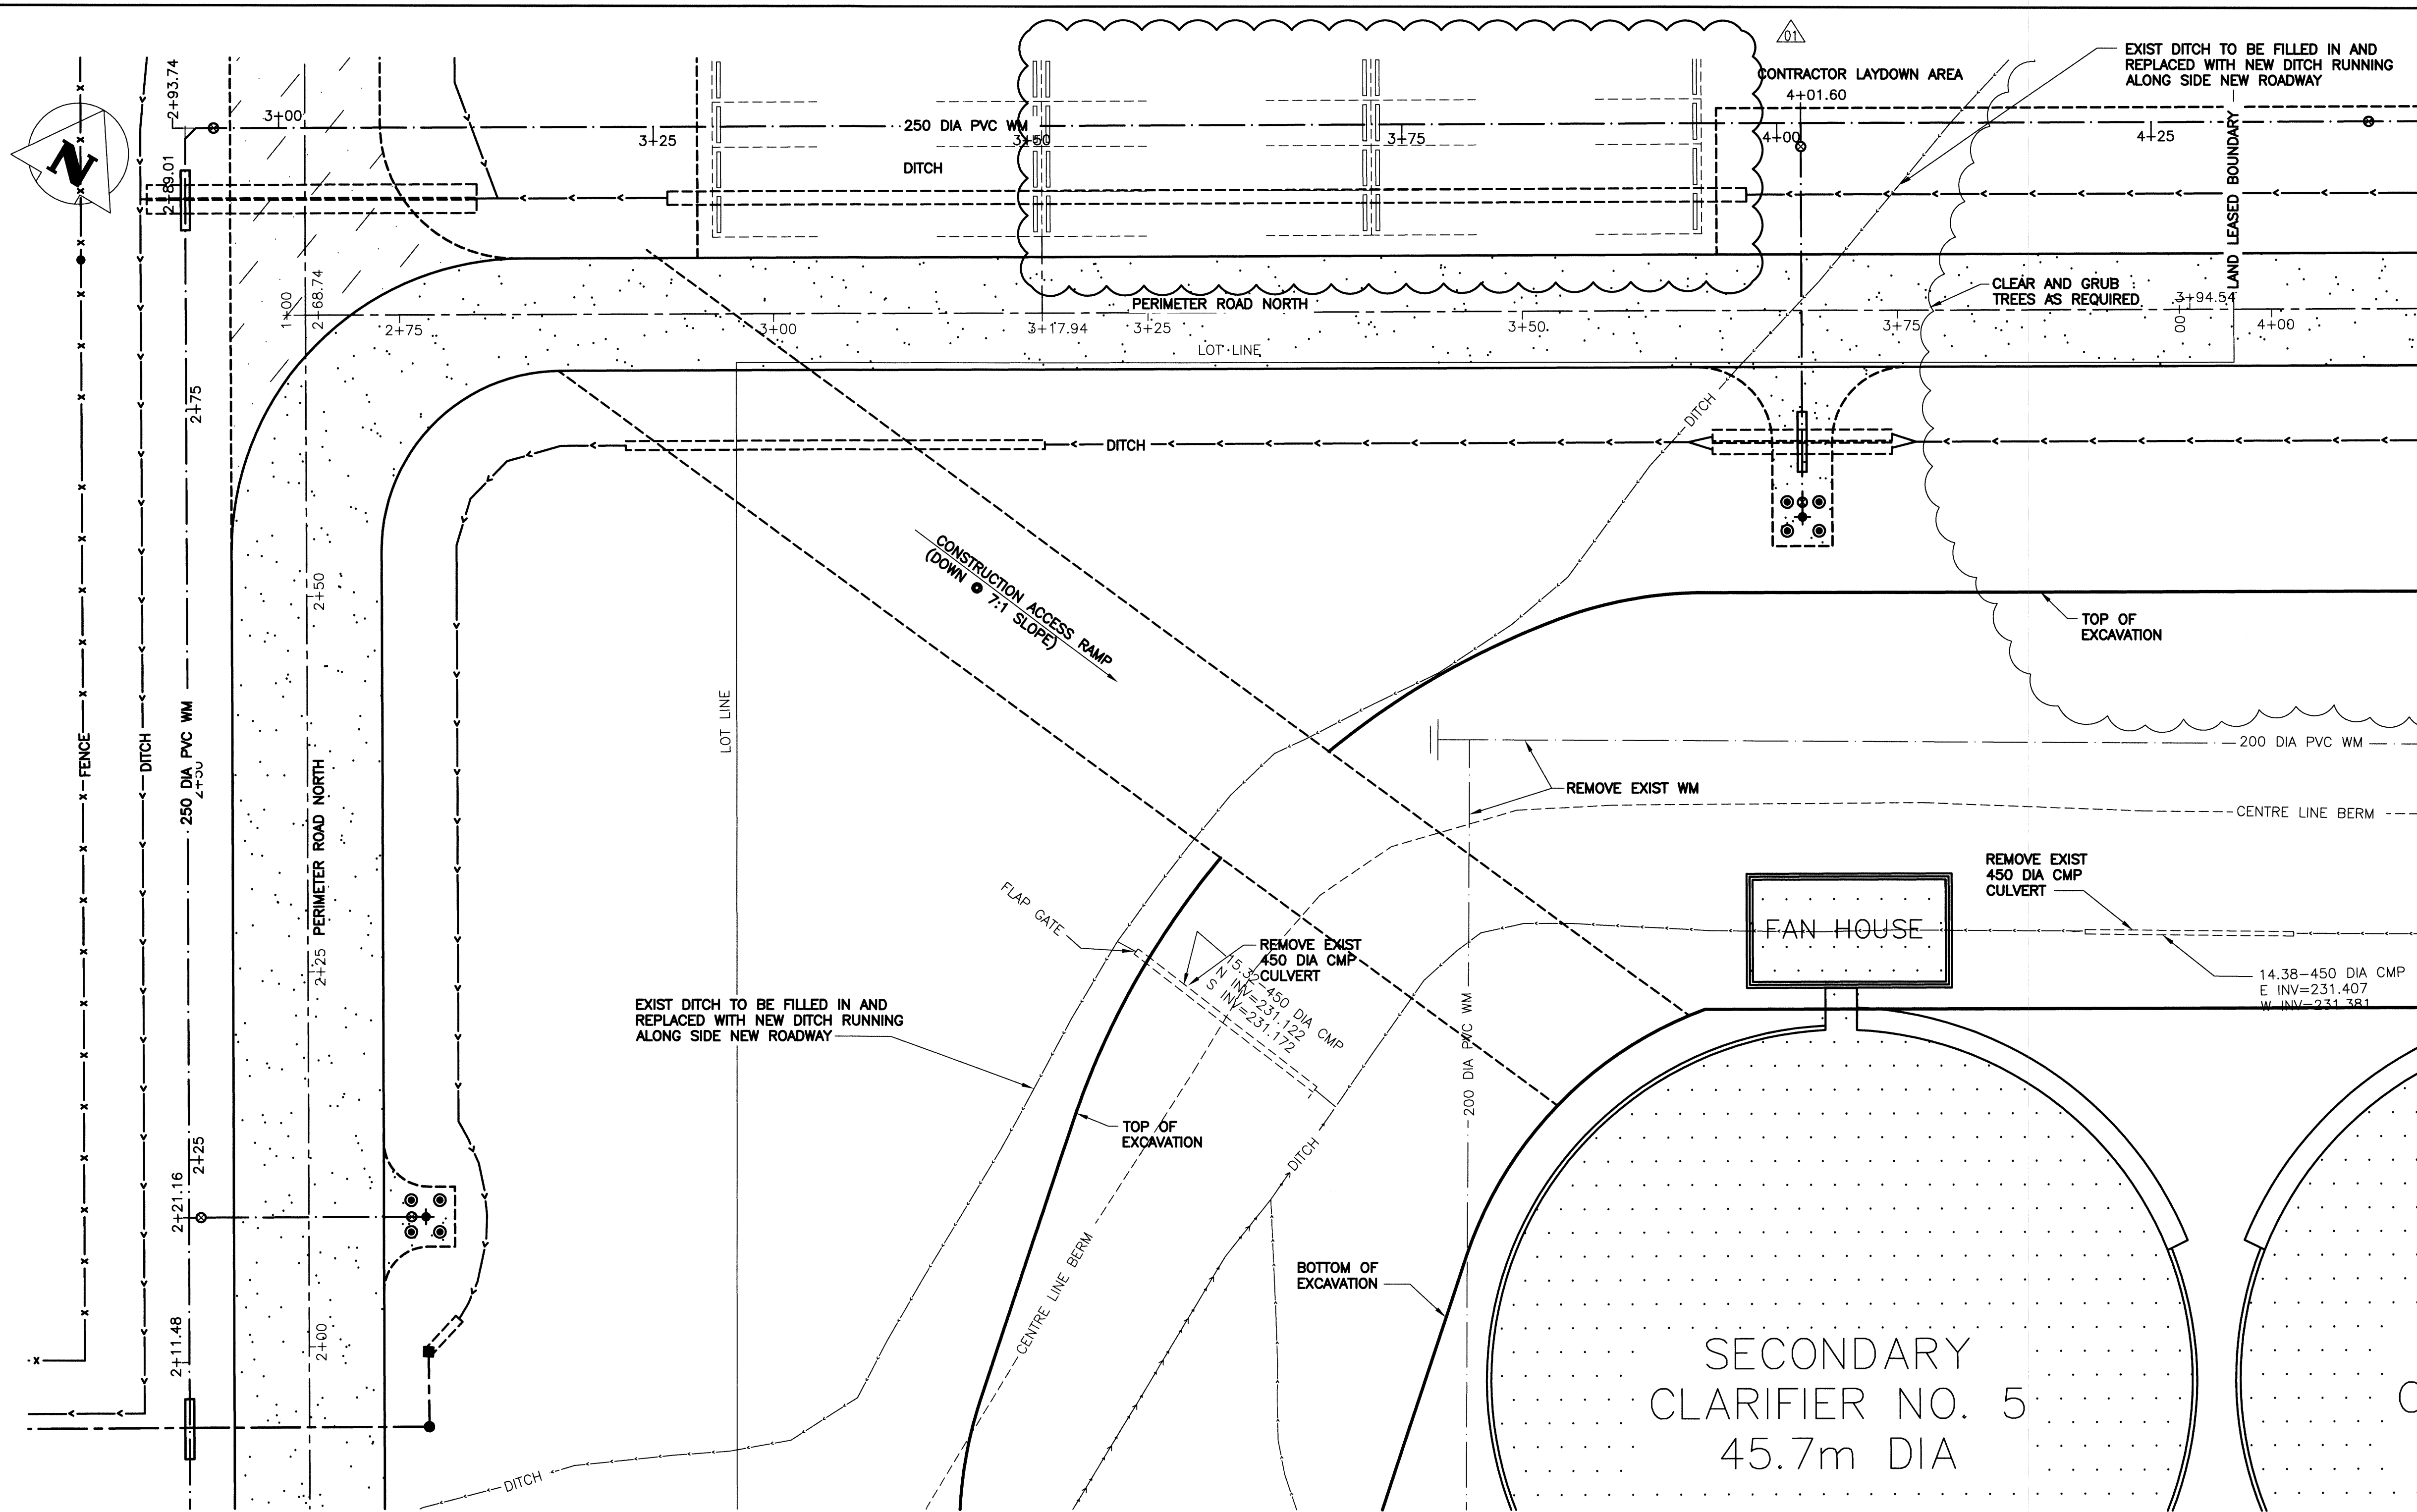 01
EXIST DITCH TO BE FILLED IN AND
REPLACED WITH NEW DITCH RUNNING
ALONG SIDE NEW ROADWAY
CONTRACTOR LAYDOWN AREA
4+01.60
2+93.74
3+00
3+25
250 DIA PVC WM
3+50
3+75
4+00
4+25
N
2+89.01
DITCH
LAND LEASED BOUNDARY
1+00
2+68.74
CLEAR AND GRUB
TREES AS REQUIRED
PERIMETER ROAD NORTH
3+94.54
00
2+75
3+00
3+17.94
3+25
3+50
3+75
4+00
LOT LINE
2+75
DITCH
DITCH
CONSTRUCTION ACCESS RAMP
(DOWN @ 7:1 SLOPE)
2+50
TOP OF
EXCAVATION
LOT LINE
FENCE
DITCH
250 DIA PVC WM
2+50
PERIMETER ROAD NORTH
200 DIA PVC WM
REMOVE EXIST WM
CENTRE LINE BERM
REMOVE EXIST
450 DIA CMP
CULVERT
FAN HOUSE
FLAP GATE
REMOVE EXIST
450 DIA CMP
CULVERT
15.32-450 DIA CMP
N INV=231.122
S INV=231.172
14.38-450 DIA CMP
E INV=231.407
W INV=231.381
2+25
EXIST DITCH TO BE FILLED IN AND
REPLACED WITH NEW DITCH RUNNING
ALONG SIDE NEW ROADWAY
200 DIA PVC WM
TOP OF
EXCAVATION
DITCH
2+25
2+21.16
CENTRE LINE BERM
BOTTOM OF
EXCAVATION
2+11.48
2+00
SECONDARY
CLARIFIER NO. 5
45.7m DIA
DITCH